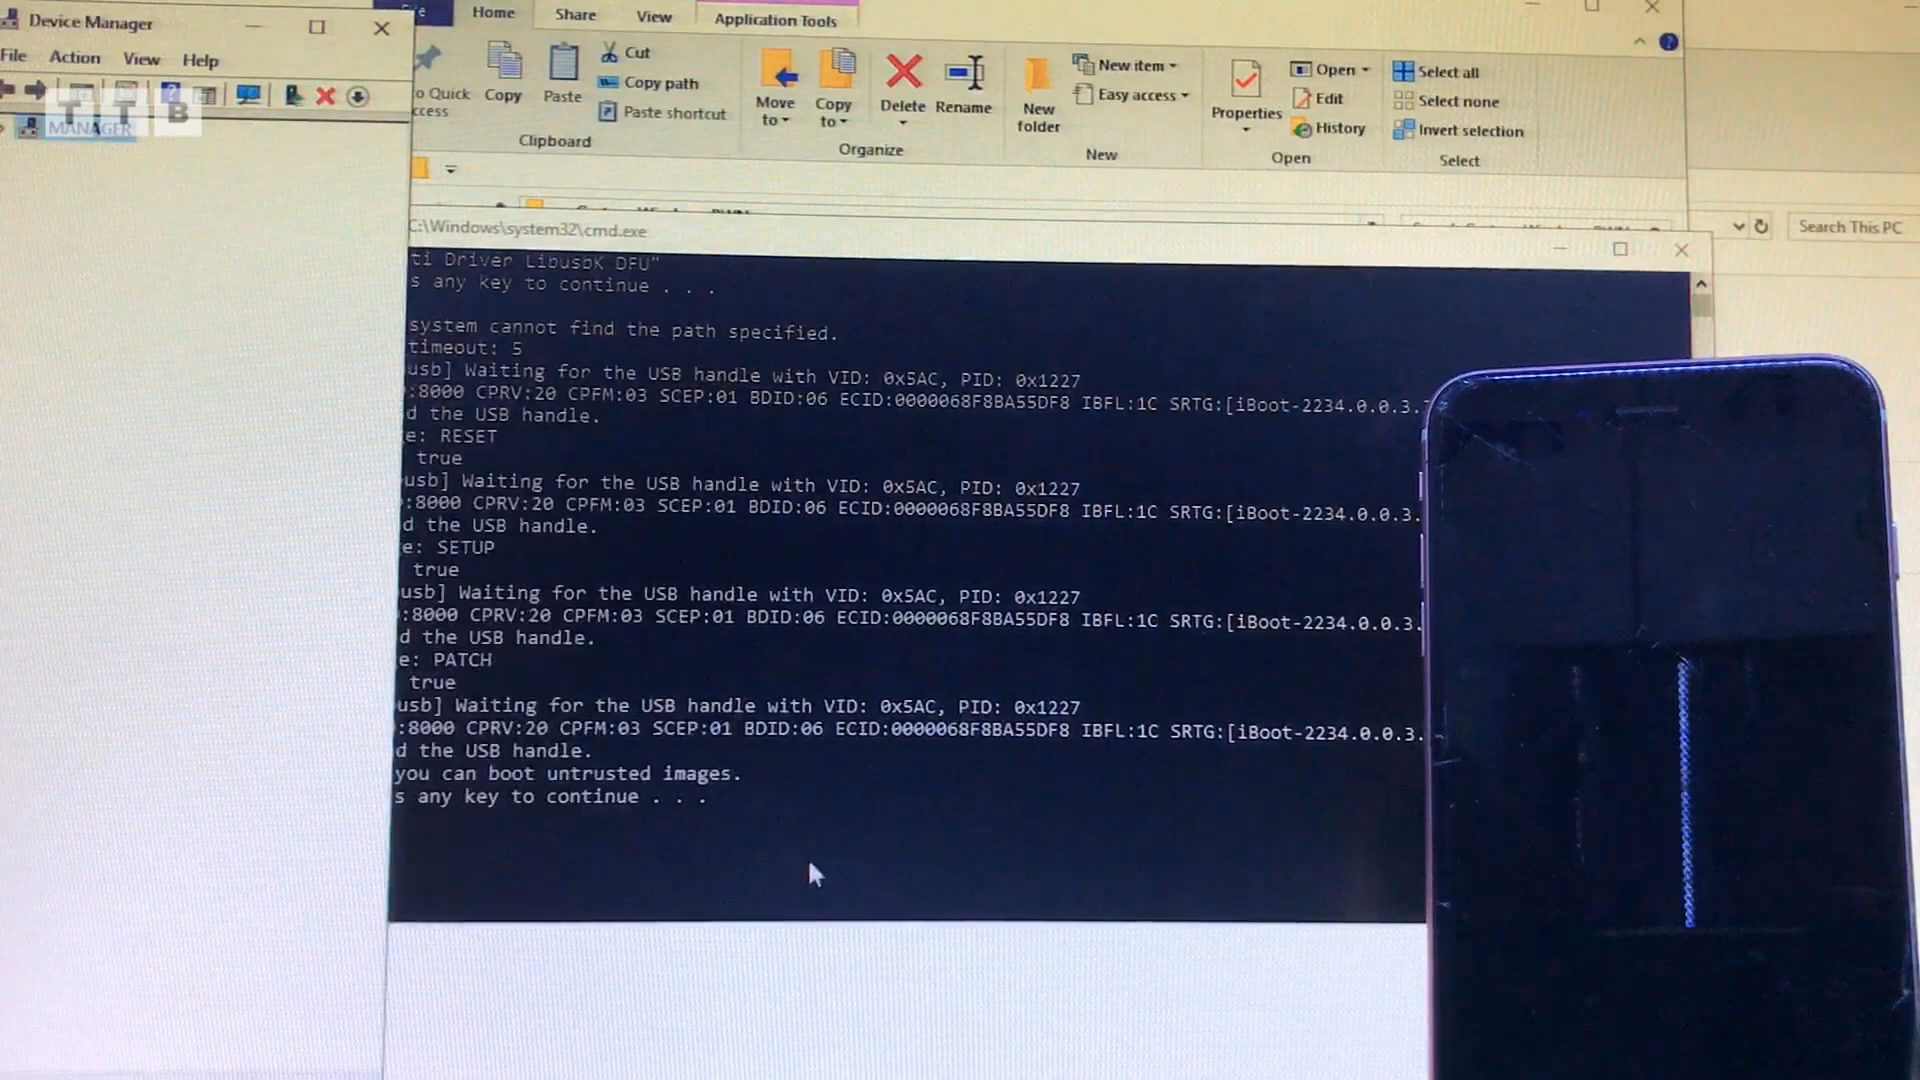 Device Manager
File Action View Help
T T B
MANAGER
Home Share View Application Tools
o Quick
ccess
Copy
Paste
Cut
Copy path
Paste shortcut
Clipboard
Move
to
Copy
to
Delete
Rename
Organize
New
folder
New item
Easy access
New
Properties
Open
Edit
History
Open
Select all
Select none
Invert selection
Select
Search This PC
C:\Windows\system32\cmd.exe
ti Driver LibusbK DFU"
s any key to continue . . .
system cannot find the path specified.
timeout: 5
usb] Waiting for the USB handle with VID: 0x5AC, PID: 0x1227
:8000 CPRV:20 CPFM:03 SCEP:01 BDID:06 ECID:0000068F8BA55DF8 IBFL:1C SRTG:[iBoot-2234.0.0.3.
d the USB handle.
e: RESET
true
usb] Waiting for the USB handle with VID: 0x5AC, PID: 0x1227
:8000 CPRV:20 CPFM:03 SCEP:01 BDID:06 ECID:0000068F8BA55DF8 IBFL:1C SRTG:[iBoot-2234.0.0.3.
d the USB handle.
e: SETUP
true
usb] Waiting for the USB handle with VID: 0x5AC, PID: 0x1227
:8000 CPRV:20 CPFM:03 SCEP:01 BDID:06 ECID:0000068F8BA55DF8 IBFL:1C SRTG:[iBoot-2234.0.0.3.
d the USB handle.
e: PATCH
true
usb] Waiting for the USB handle with VID: 0x5AC, PID: 0x1227
:8000 CPRV:20 CPFM:03 SCEP:01 BDID:06 ECID:0000068F8BA55DF8 IBFL:1C SRTG:[iBoot-2234.0.0.3.
d the USB handle.
you can boot untrusted images.
s any key to continue . . .